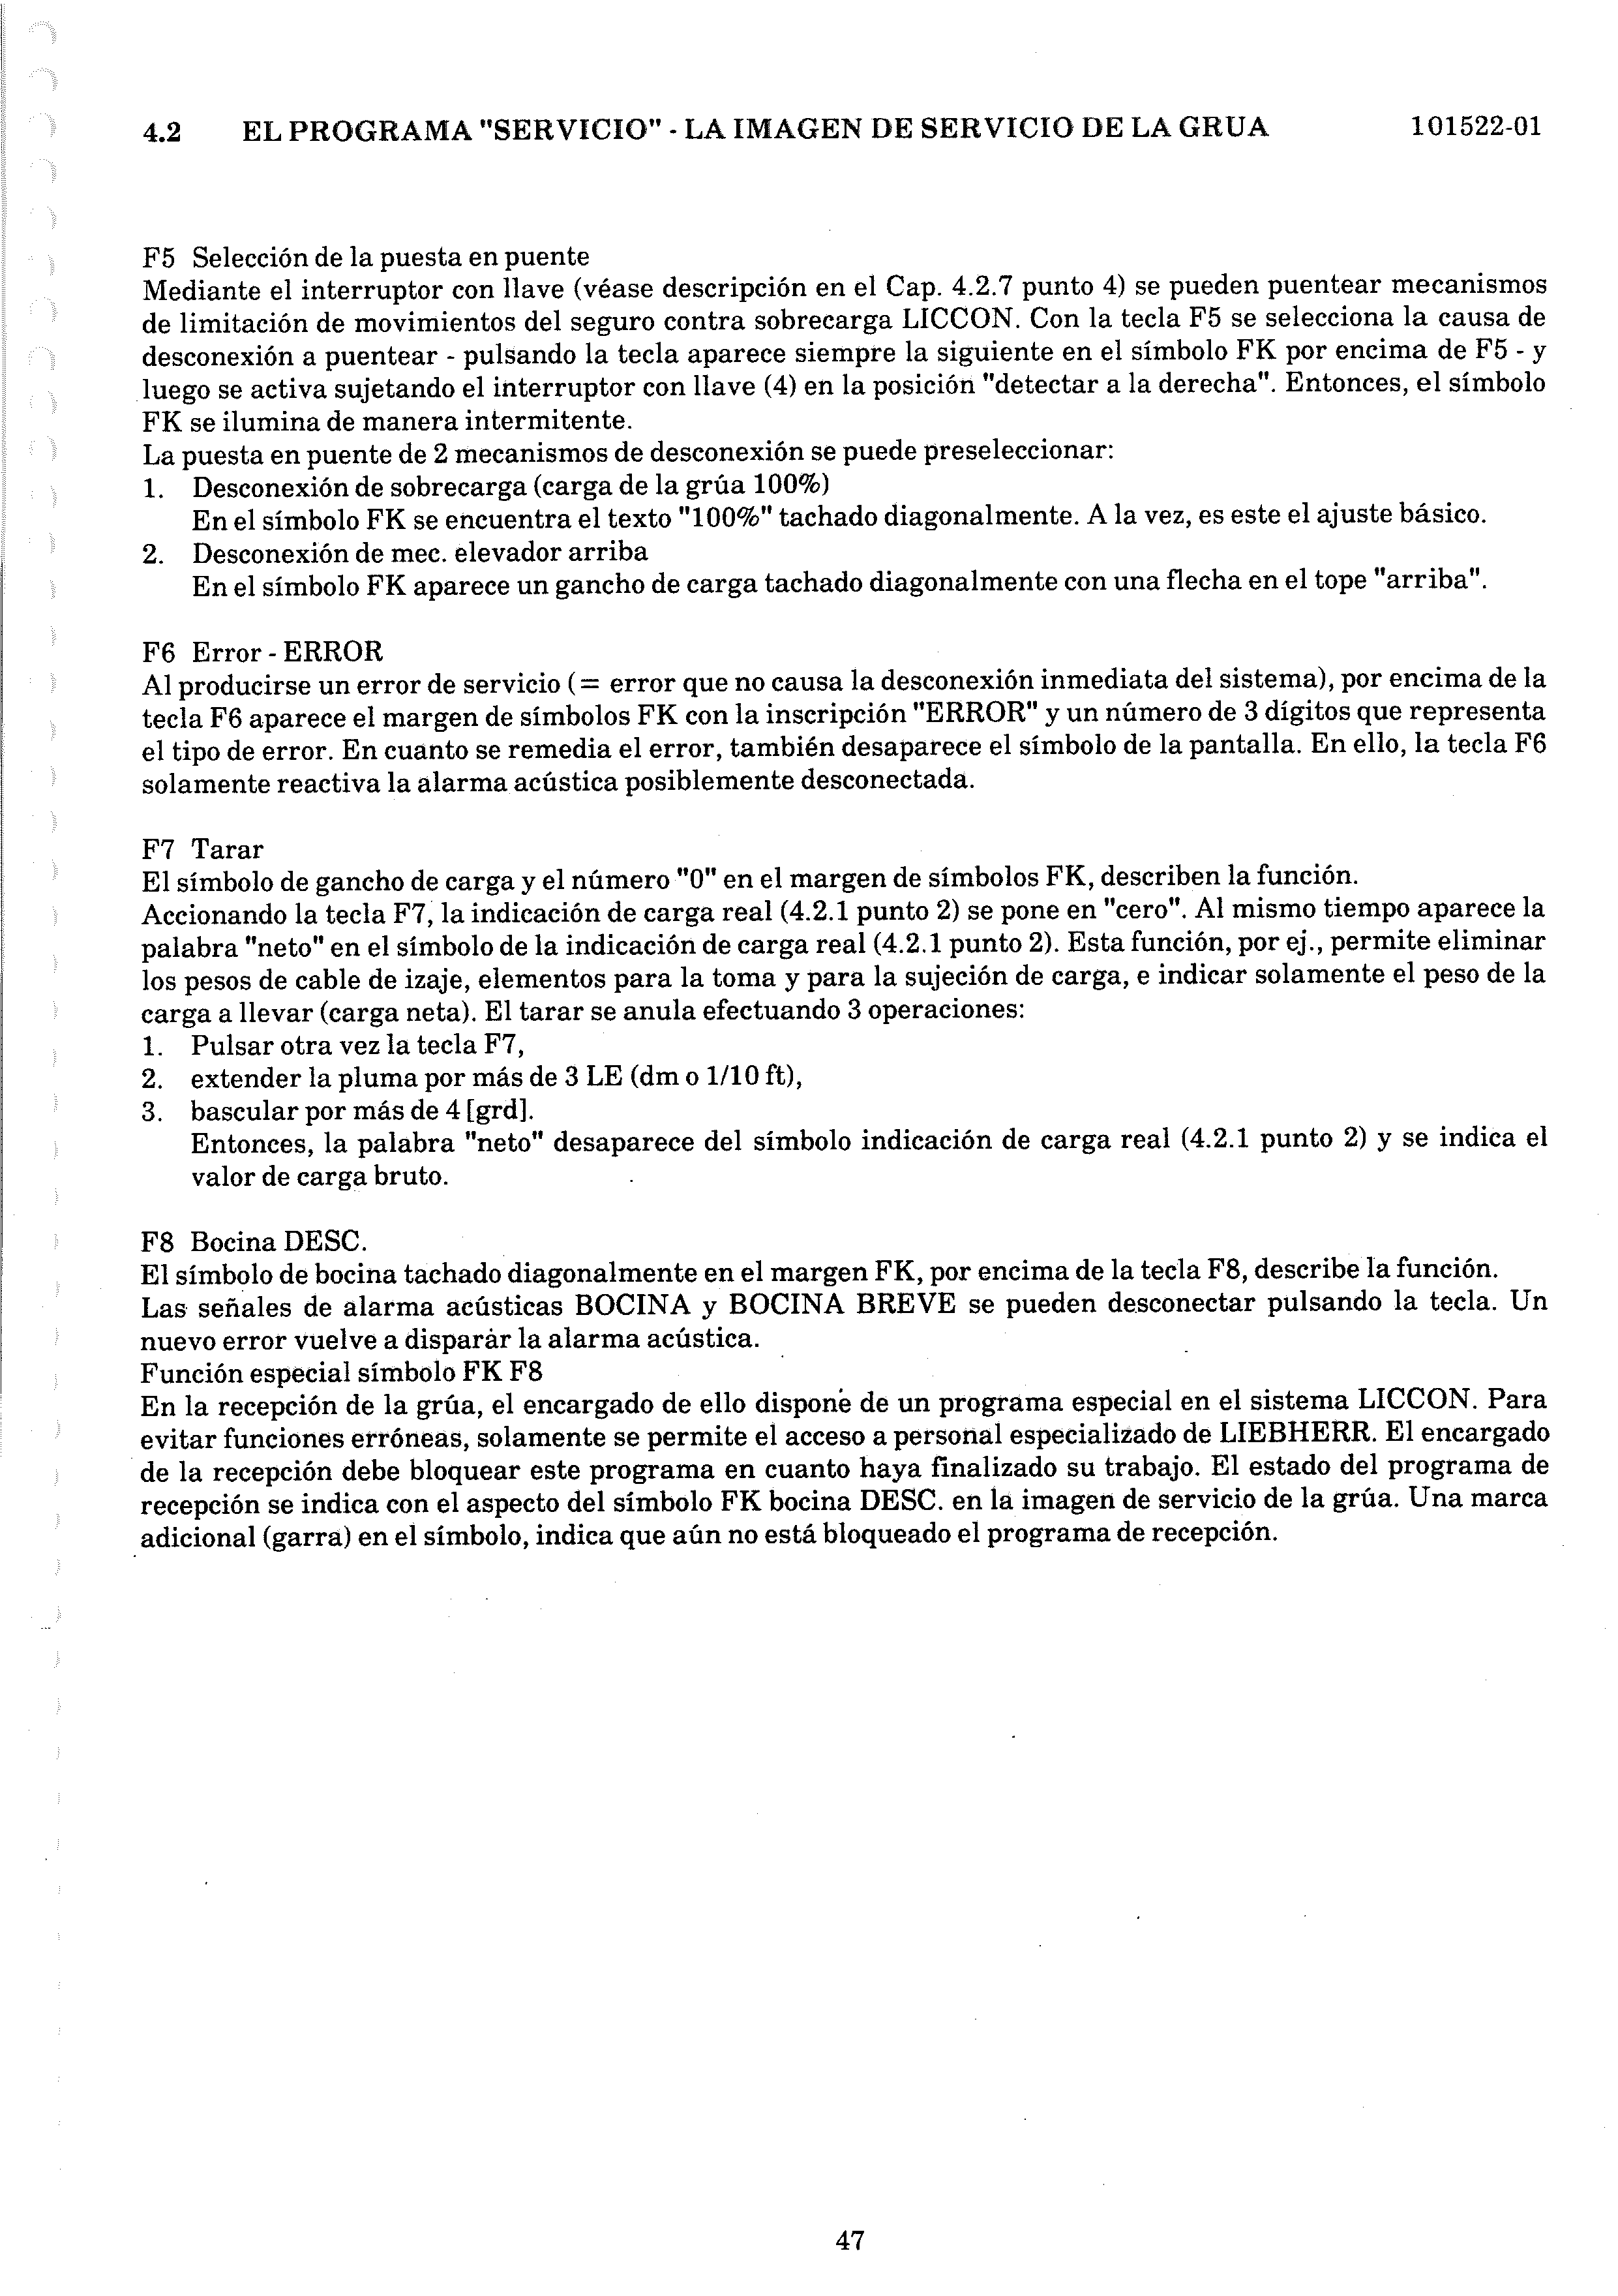 4.2 EL PROGRAMA "SERVICIO" - LA IMAGEN DE SERVICIO DE LA GRUA 101522-01
F5 Selección de la puesta en puente
Mediante el interruptor con llave (véase descripción en el Cap. 4.2.7 punto 4) se pueden puentear mecanismos
de limitación de movimientos del seguro contra sobrecarga LICCON. Con la tecla F5 se selecciona la causa de
desconexión a puentear - pulsando la tecla aparece siempre la siguiente en el símbolo FK por encima de F5 - y
luego se activa sujetando el interruptor con llave (4) en la posición "detectar a la derecha". Entonces, el símbolo
FK se ilumina de manera intermitente.
La puesta en puente de 2 mecanismos de desconexión se puede preseleccionar:
1. Desconexión de sobrecarga (carga de la grúa 100%)
En el símbolo FK se encuentra el texto "100%" tachado diagonalmente. A la vez, es este el ajuste básico.
2. Desconexión de mec. elevador arriba
En el símbolo FK aparece un gancho de carga tachado diagonalmente con una flecha en el tope "arriba".
F6 Error - ERROR
Al producirse un error de servicio (= error que no causa la desconexión inmediata del sistema), por encima de la
tecla F6 aparece el margen de símbolos FK con la inscripción "ERROR" y un número de 3 dígitos que representa
el tipo de error. En cuanto se remedia el error, también desaparece el símbolo de la pantalla. En ello, la tecla F6
solamente reactiva la alarma acústica posiblemente desconectada.
F7 Tarar
El símbolo de gancho de carga y el número "0" en el margen de símbolos FK, describen la función.
Accionando la tecla F7, la indicación de carga real (4.2.1 punto 2) se pone en "cero". Al mismo tiempo aparece la
palabra "neto" en el símbolo de la indicación de carga real (4.2.1 punto 2). Esta función, por ej., permite eliminar
los pesos de cable de izaje, elementos para la toma y para la sujeción de carga, e indicar solamente el peso de la
carga a llevar (carga neta). El tarar se anula efectuando 3 operaciones:
1. Pulsar otra vez la tecla F7,
2. extender la pluma por más de 3 LE (dm o 1/10 ft),
3. bascular por más de 4 [grd].
Entonces, la palabra "neto" desaparece del símbolo indicación de carga real (4.2.1 punto 2) y se indica el
valor de carga bruto.
F8 Bocina DESC.
El símbolo de bocina tachado diagonalmente en el margen FK, por encima de la tecla F8, describe la función.
Las señales de alarma acústicas BOCINA y BOCINA BREVE se pueden desconectar pulsando la tecla. Un
nuevo error vuelve a disparar la alarma acústica.
Función especial símbolo FK F8
En la recepción de la grúa, el encargado de ello dispone de un programa especial en el sistema LICCON. Para
evitar funciones erróneas, solamente se permite el acceso a personal especializado de LIEBHERR. El encargado
de la recepción debe bloquear este programa en cuanto haya finalizado su trabajo. El estado del programa de
recepción se indica con el aspecto del símbolo FK bocina DESC. en la imagen de servicio de la grúa. Una marca
adicional (garra) en el símbolo, indica que aún no está bloqueado el programa de recepción.
47